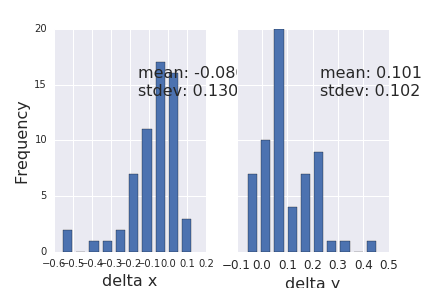 20
15
10
5
0
Frequency
mean: -0.08
stdev: 0.130
mean: 0.101
stdev: 0.102
−0.6−0.5−0.4−0.3−0.2−0.1 0.0 0.1 0.2
delta x
−0.1 0.0 0.1 0.2 0.3 0.4 0.5
delta y